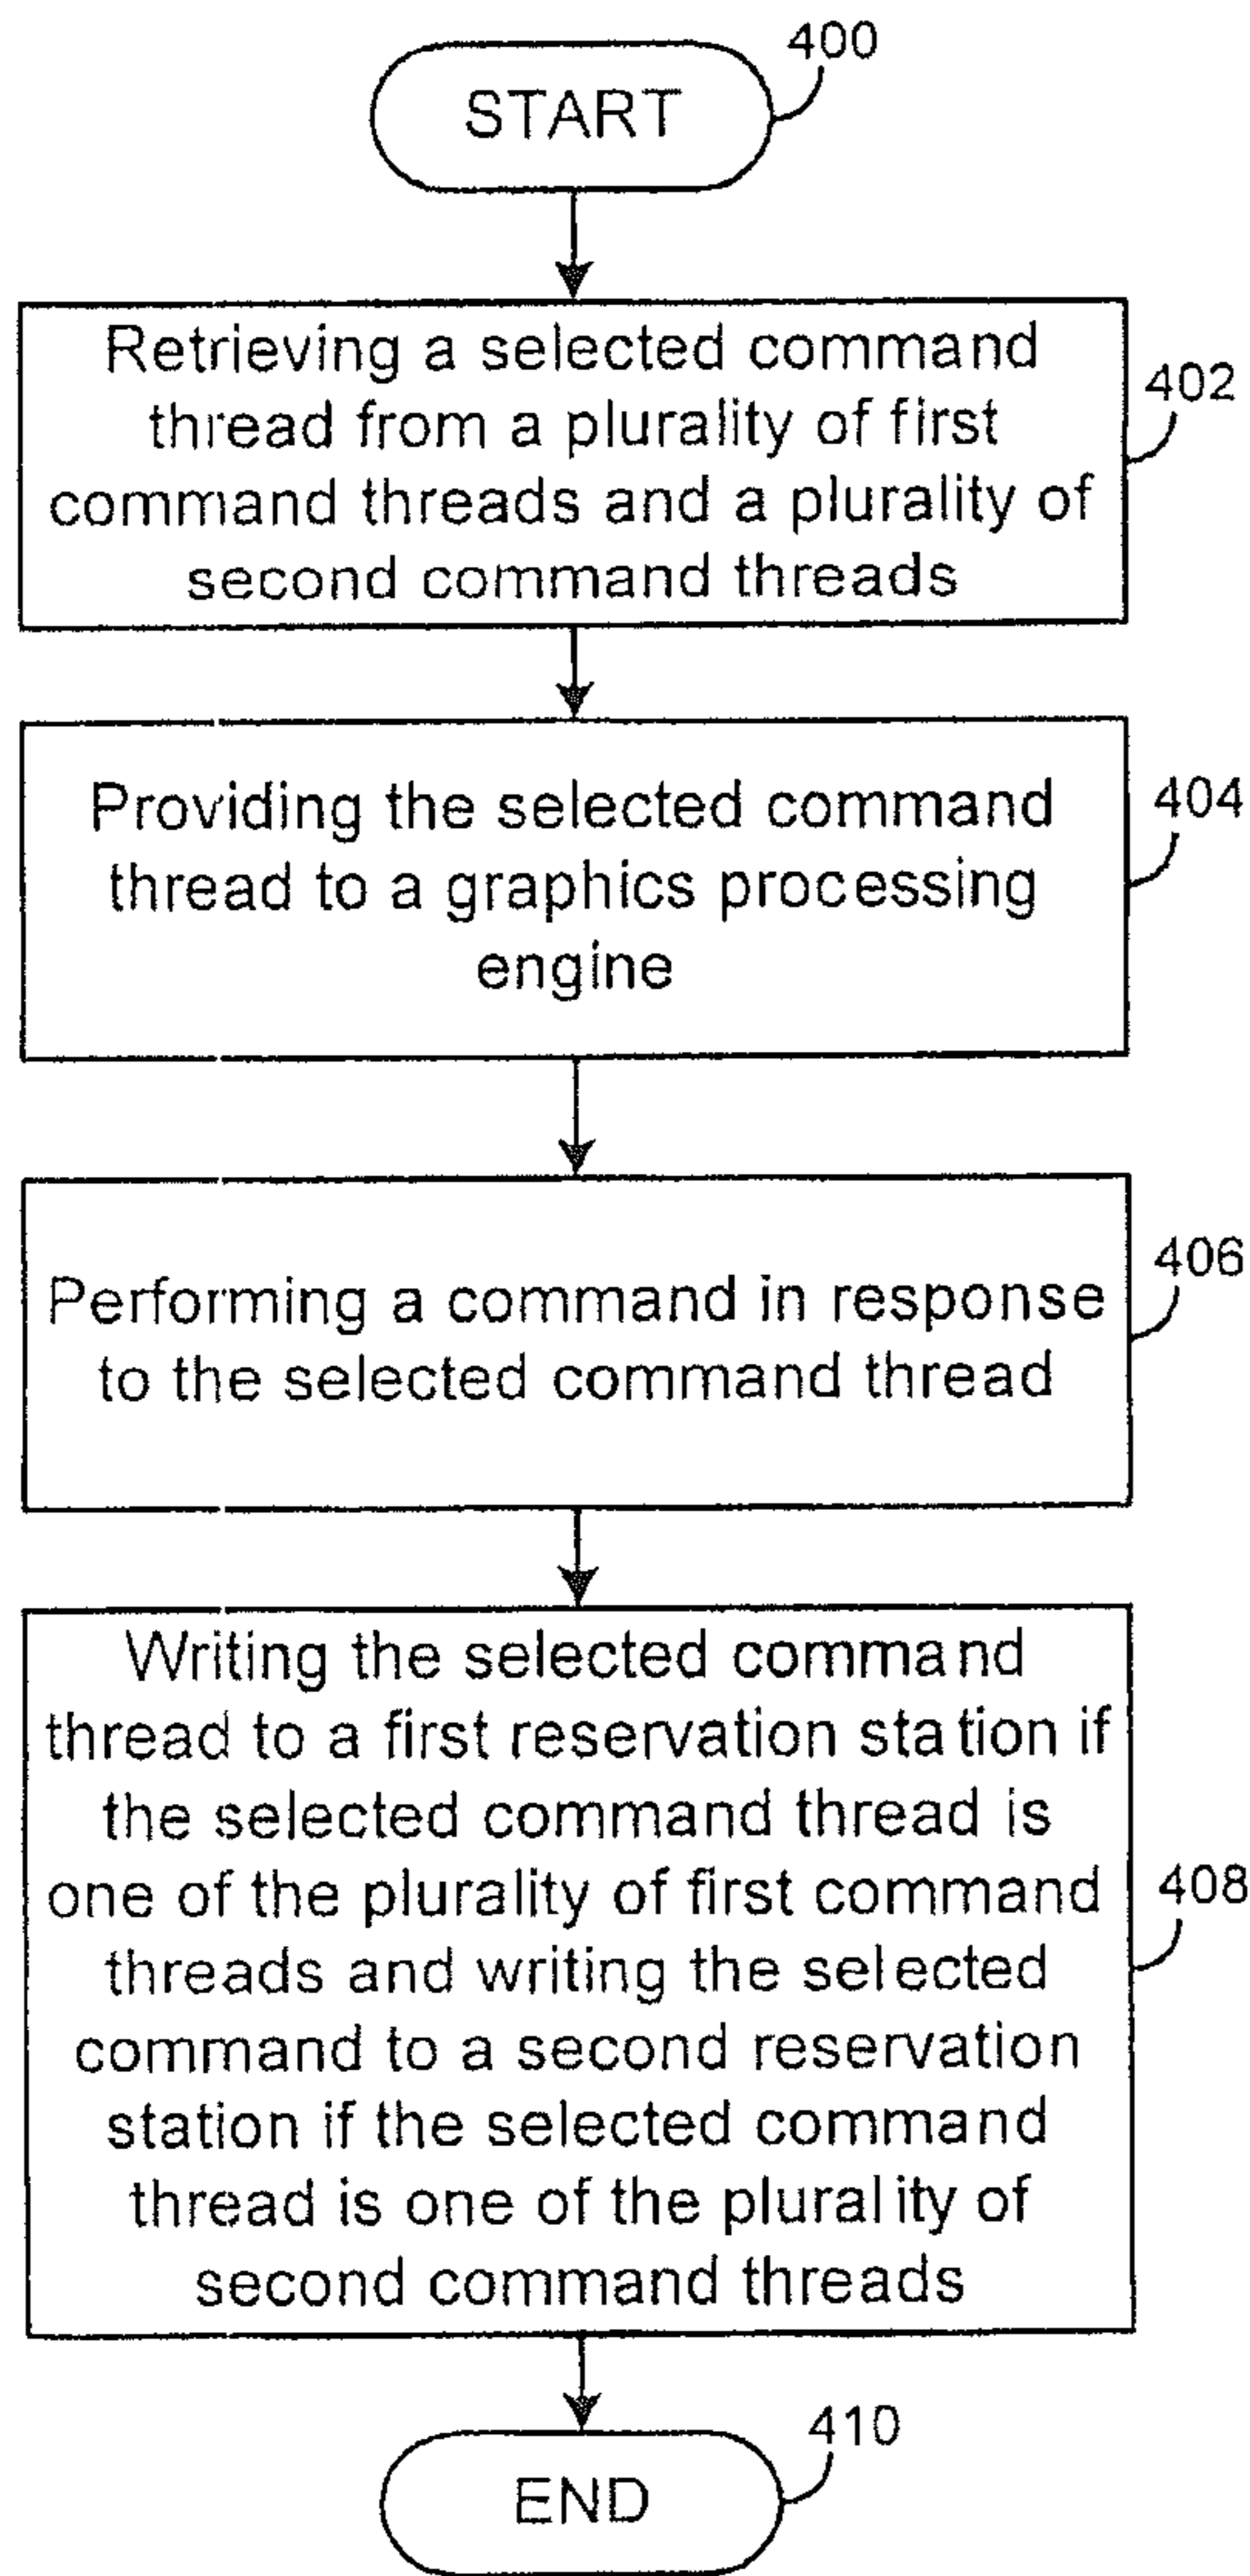 400
START
Retrieving a selected command
thread from a plurality of first
command threads and a plurality of
second command threads
402
Providing the selected command
thread to a graphics processing
engine
404
Performing a command in response
to the selected command thread
406
Writing the selected command
thread to a first reservation station if
the selected command thread is
one of the plurality of first command
threads and writing the selected
command to a second reservation
station if the selected command
thread is one of the plurality of
second command threads
408
410
END